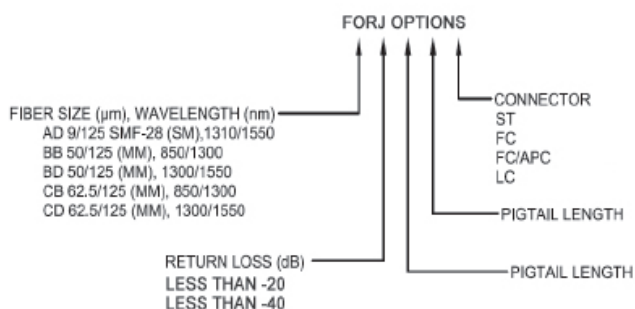 FORJ OPTIONS
FIBER SIZE (µm), WAVELENGTH (nm)
AD 9/125 SMF-28 (SM),1310/1550
BB 50/125 (MM), 850/1300
BD 50/125 (MM), 1300/1550
CB 62.5/125 (MM), 850/1300
CD 62.5/125 (MM), 1300/1550
RETURN LOSS (dB)
LESS THAN -20
LESS THAN -40
CONNECTOR
ST
FC
FC/APC
LC
PIGTAIL LENGTH
PIGTAIL LENGTH